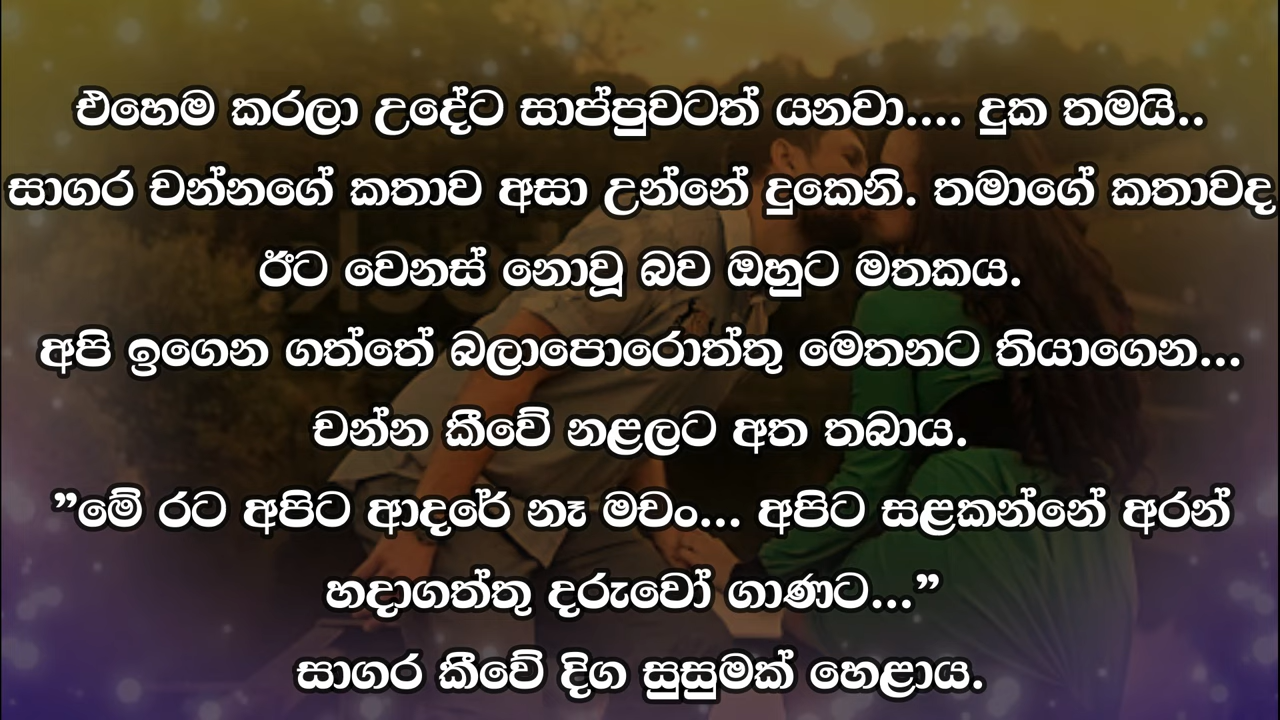 එහෙම කරලා උදේට සාප්පුවටත් යනවා.... දුක තමයි..
සාගර චන්නගේ කතාව අසා උන්නේ දුකෙනි. තමාගේ කතාවද
ඊට වෙනස් නොවූ බව ඔහුට මතකය.
අපි ඉගෙන ගත්තේ බලාපොරොත්තු මෙතනට තියාගෙන...
චන්න කීවේ නළලට අත තබාය.
”මේ රට අපිට ආදරේ නෑ මචං... අපිට සළකන්නේ අරන්
හදාගත්තු දරුවෝ ගාණට...”
සාගර කීවේ දිග සුසුමක් හෙළාය.